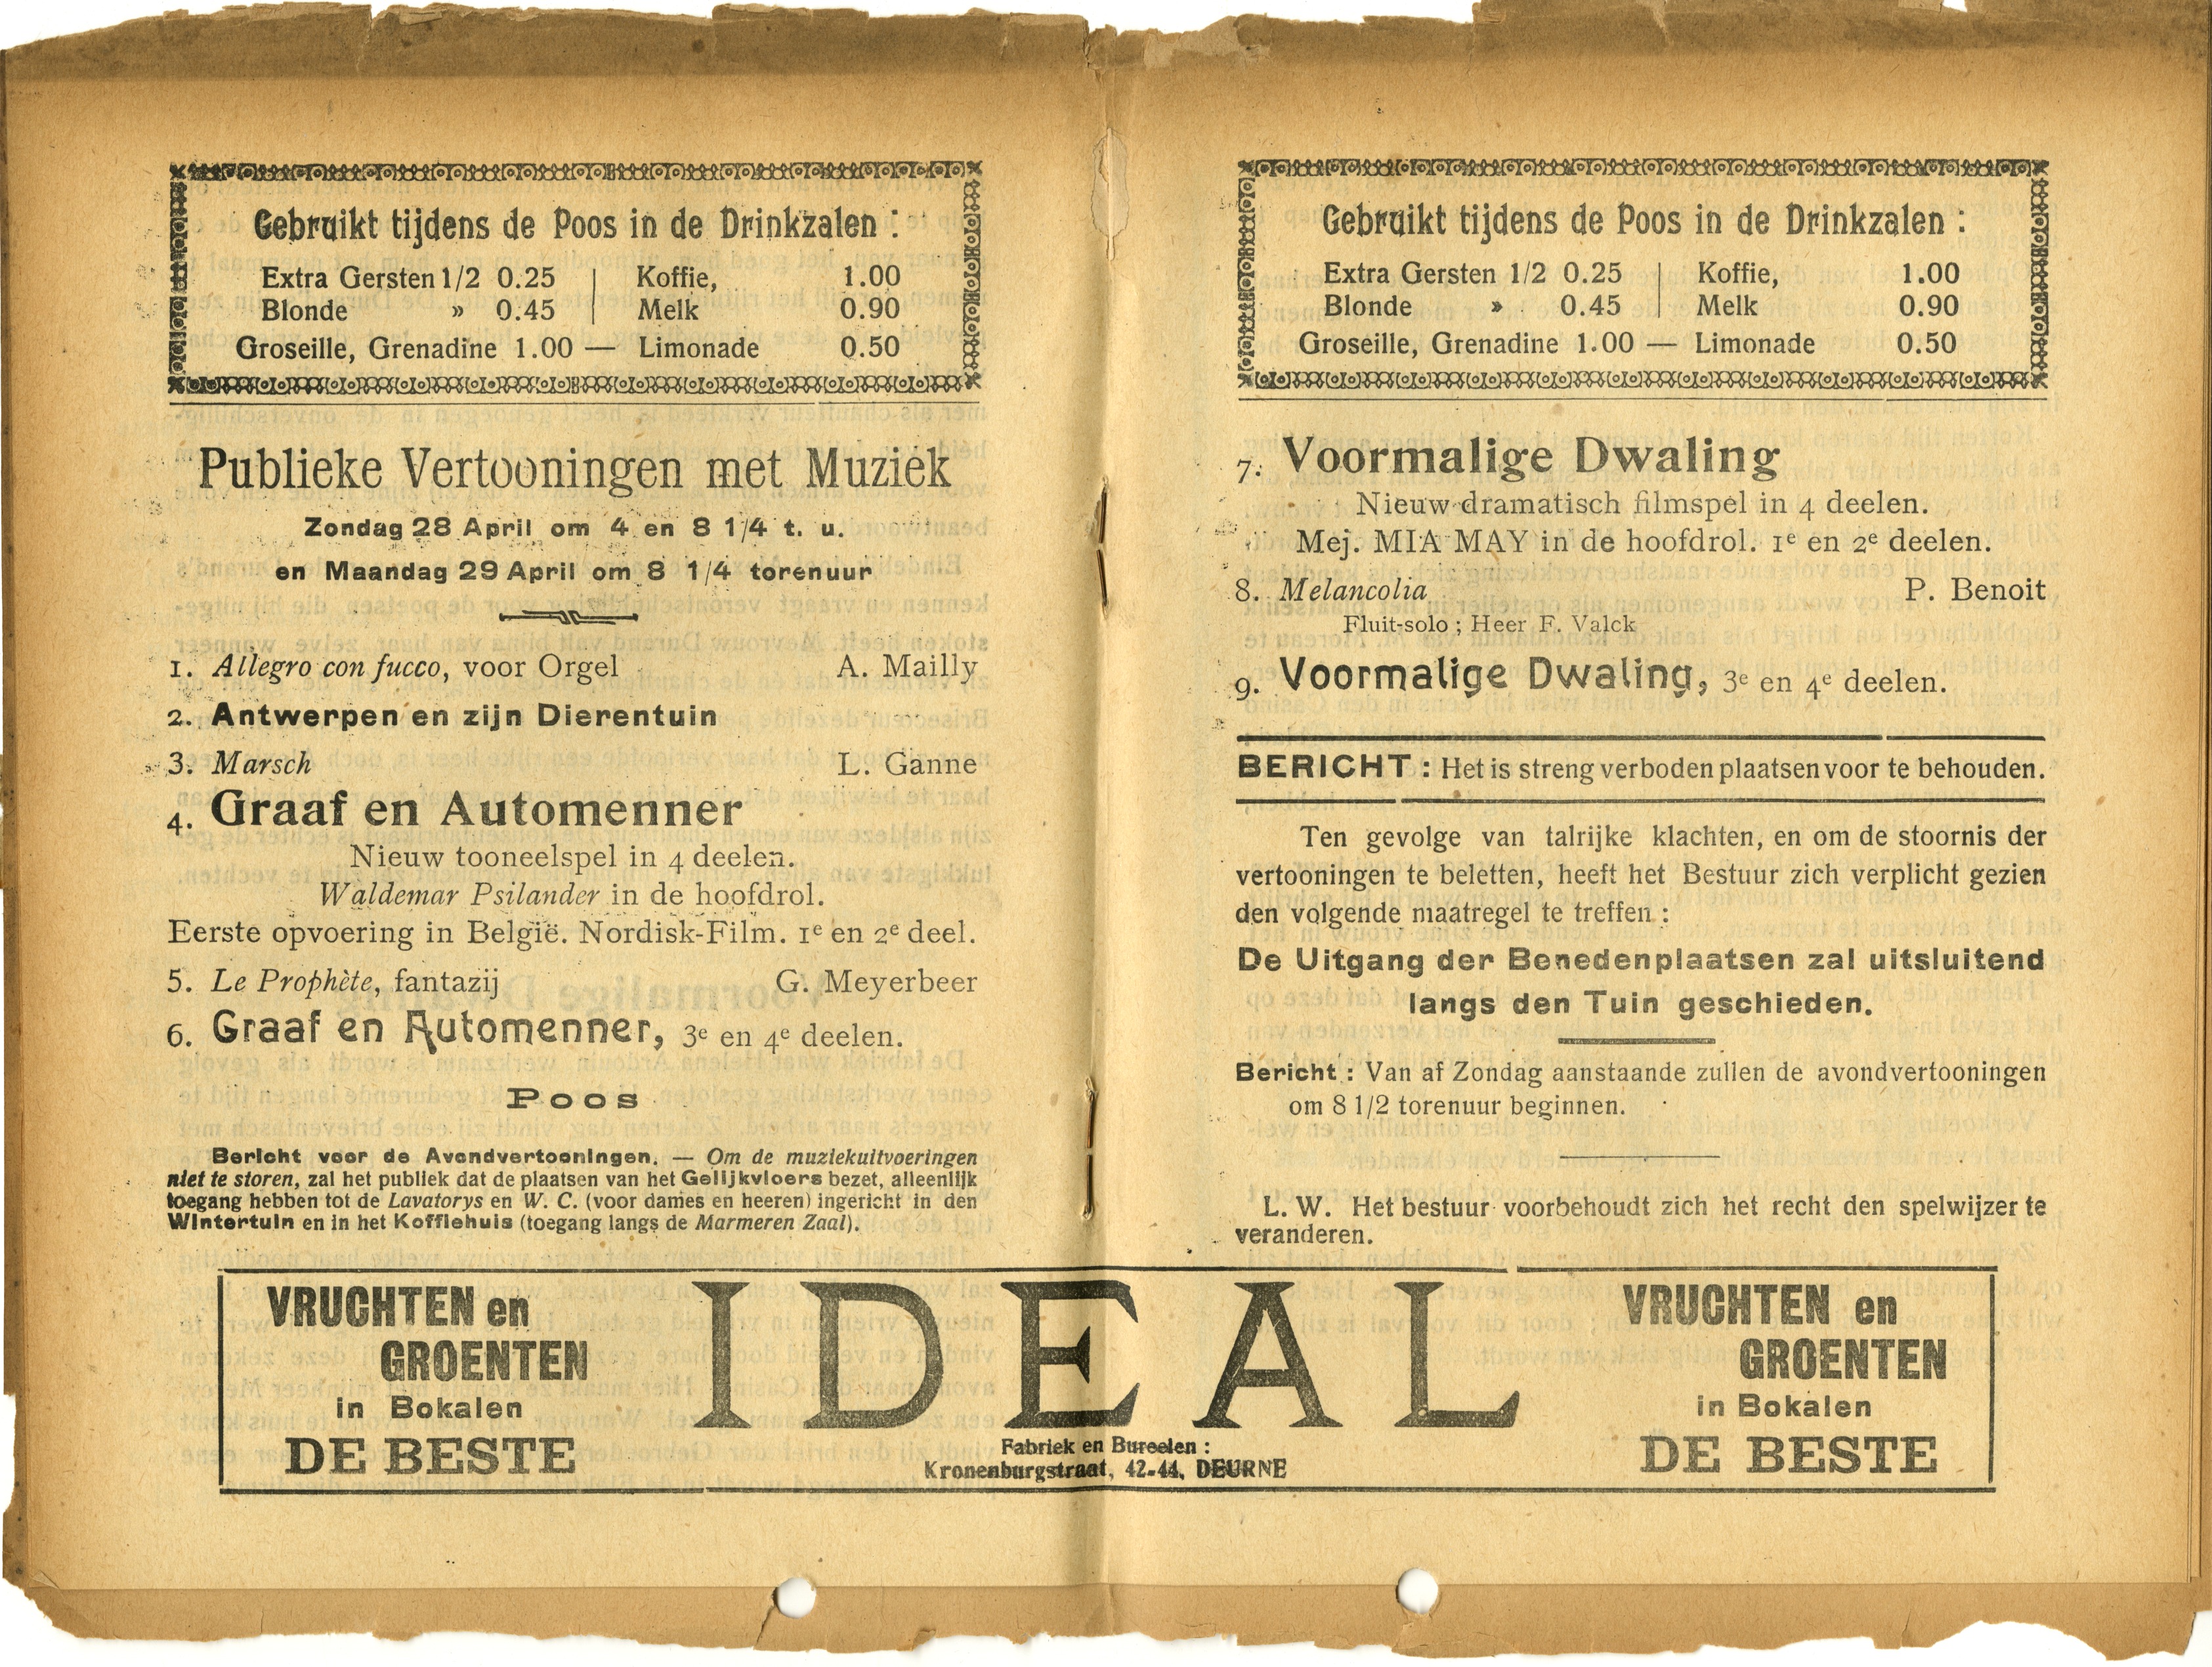 Gebruikt tijdens de Poos in de Drinkzalen :
Extra Gersten 1/2 0.25 | Koffie, 1.00
Blonde » 0.45 | Melk 0.90
Groseille, Grenadine 1.00 — Limonade 0.50
Publieke Vertooningen met Muziek
Zondag 28 April om 4 en 8 1/4 t. u.
en Maandag 29 April om 8 1/4 torenuur
1. Allegro con fucco, voor Orgel A. Mailly
2. Antwerpen en zijn Dierentuin
3. Marsch L. Ganne
4. Graaf en Automenner
Nieuw tooneelspel in 4 deelen.
Waldemar Psilander in de hoofdrol.
Eerste opvoering in België. Nordisk-Film. 1e en 2e deel.
5. Le Prophète, fantazij G. Meyerbeer
6. Graaf en Automenner, 3e en 4e deelen.
Poos
Bericht voor de Avondvertooningen. — Om de muziekuitvoeringen
niet te storen, zal het publiek dat de plaatsen van het Gelijkvloers bezet, alleenlijk
toegang hebben tot de Lavatorys en W. C. (voor dames en heeren) ingericht in den
Wintertuin en in het Koffiehuis (toegang langs de Marmeren Zaal).
Gebruikt tijdens de Poos in de Drinkzalen :
Extra Gersten 1/2 0.25 | Koffie, 1.00
Blonde » 0.45 | Melk 0.90
Groseille, Grenadine 1.00 — Limonade 0.50
7. Voormalige Dwaling
Nieuw dramatisch filmspel in 4 deelen.
Mej. MIA MAY in de hoofdrol. 1e en 2e deelen.
8. Melancolia P. Benoit
Fluit-solo ; Heer F. Valck
9. Voormalige Dwaling, 3e en 4e deelen.
BERICHT : Het is streng verboden plaatsen voor te behouden.
Ten gevolge van talrijke klachten, en om de stoornis der
vertooningen te beletten, heeft het Bestuur zich verplicht gezien
den volgende maatregel te treffen :
De Uitgang der Benedenplaatsen zal uitsluitend
langs den Tuin geschieden.
Bericht : Van af Zondag aanstaande zullen de avondvertooningen
om 8 1/2 torenuur beginnen.
L. W. Het bestuur voorbehoudt zich het recht den spelwijzer te
veranderen.
VRUCHTEN en
GROENTEN
in Bokalen
DE BESTE
IDEAL
Fabriek en Bureelen :
Kronenburgstraat, 42-44, DEURNE
VRUCHTEN en
GROENTEN
in Bokalen
DE BESTE